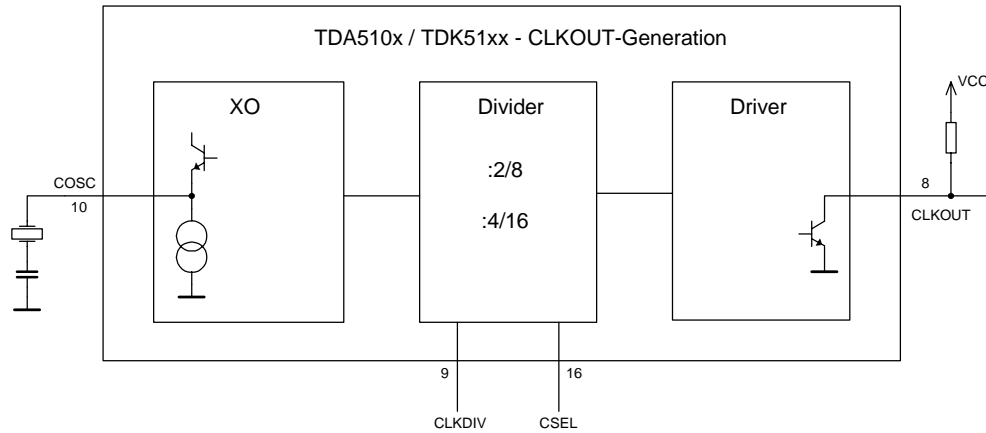 TDA510x / TDK51xx - CLKOUT-Generation
XO
Divider
Driver
VCC
:2/8
:4/16
COSC
10
8
CLKOUT
9
16
CLKDIV
CSEL